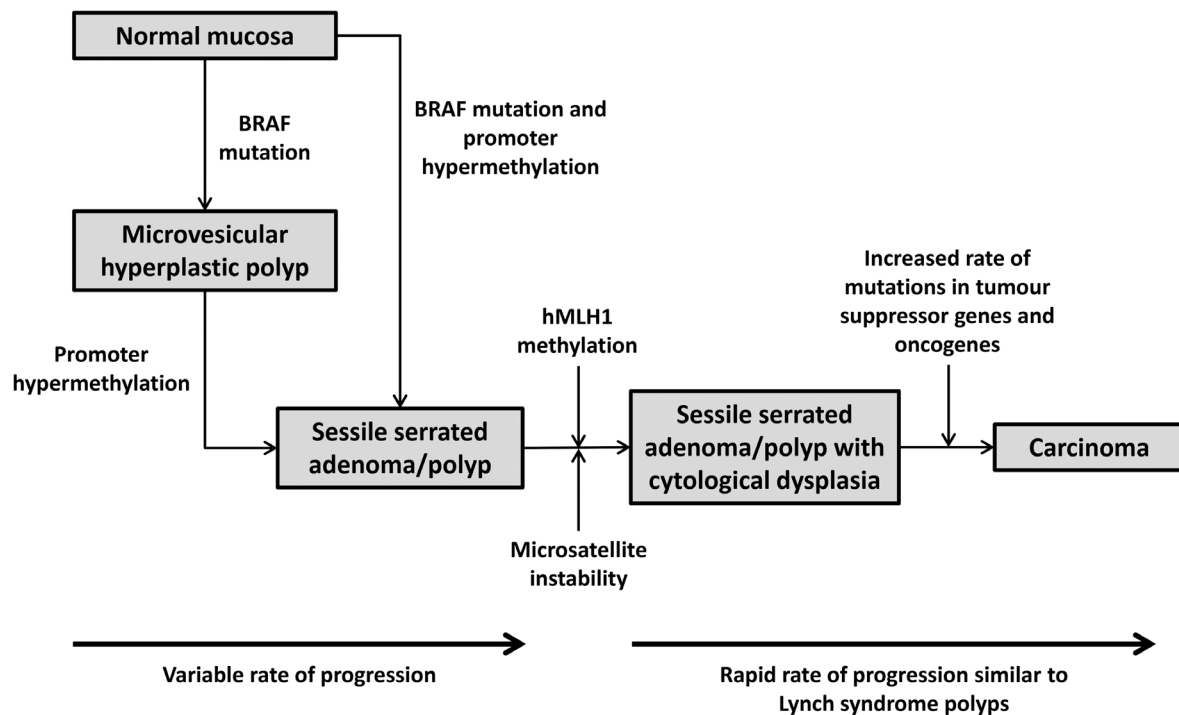 Normal mucosa
BRAF
mutation
BRAF mutation and
promoter
hypermethylation
Microvesicular
hyperplastic polyp
Promoter
hypermethylation
Sessile serrated
adenoma/polyp
hMLH1
methylation
Microsatellite
instability
Sessile serrated
adenoma/polyp with
cytological dysplasia
Increased rate of
mutations in tumour
suppressor genes and
oncogenes
Carcinoma
Variable rate of progression
Rapid rate of progression similar to
Lynch syndrome polyps